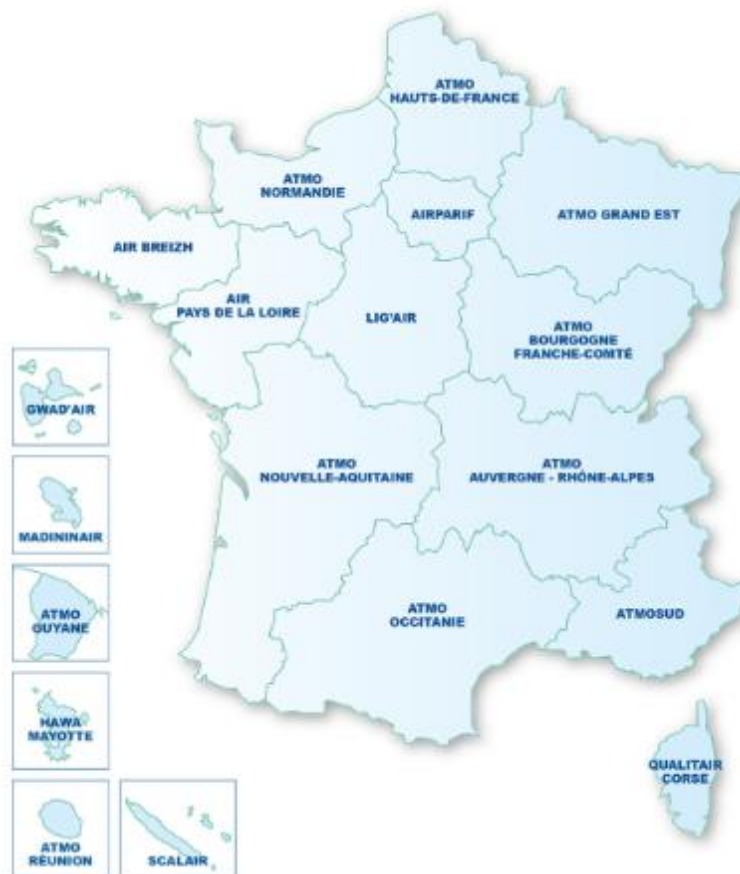 ATMO
HAUTS-DE-FRANCE
ATMO
NORMANDIE
AIRPARIF
ATMO GRAND EST
AIR BREIZH
AIR
PAYS DE LA LOIRE
LIG'AIR
ATMO
BOURGOGNE
FRANCHE-COMTÉ
GWAD'AIR
ATMO
NOUVELLE-AQUITAINE
ATMO
AUVERGNE - RHÔNE-ALPES
MADININAIR
ATMO
GUYANE
ATMO
OCCITANIE
ATMOSUD
HAWA
MAYOTTE
QUALITAIR
CORSE
ATMO
RÉUNION
SCALAIR